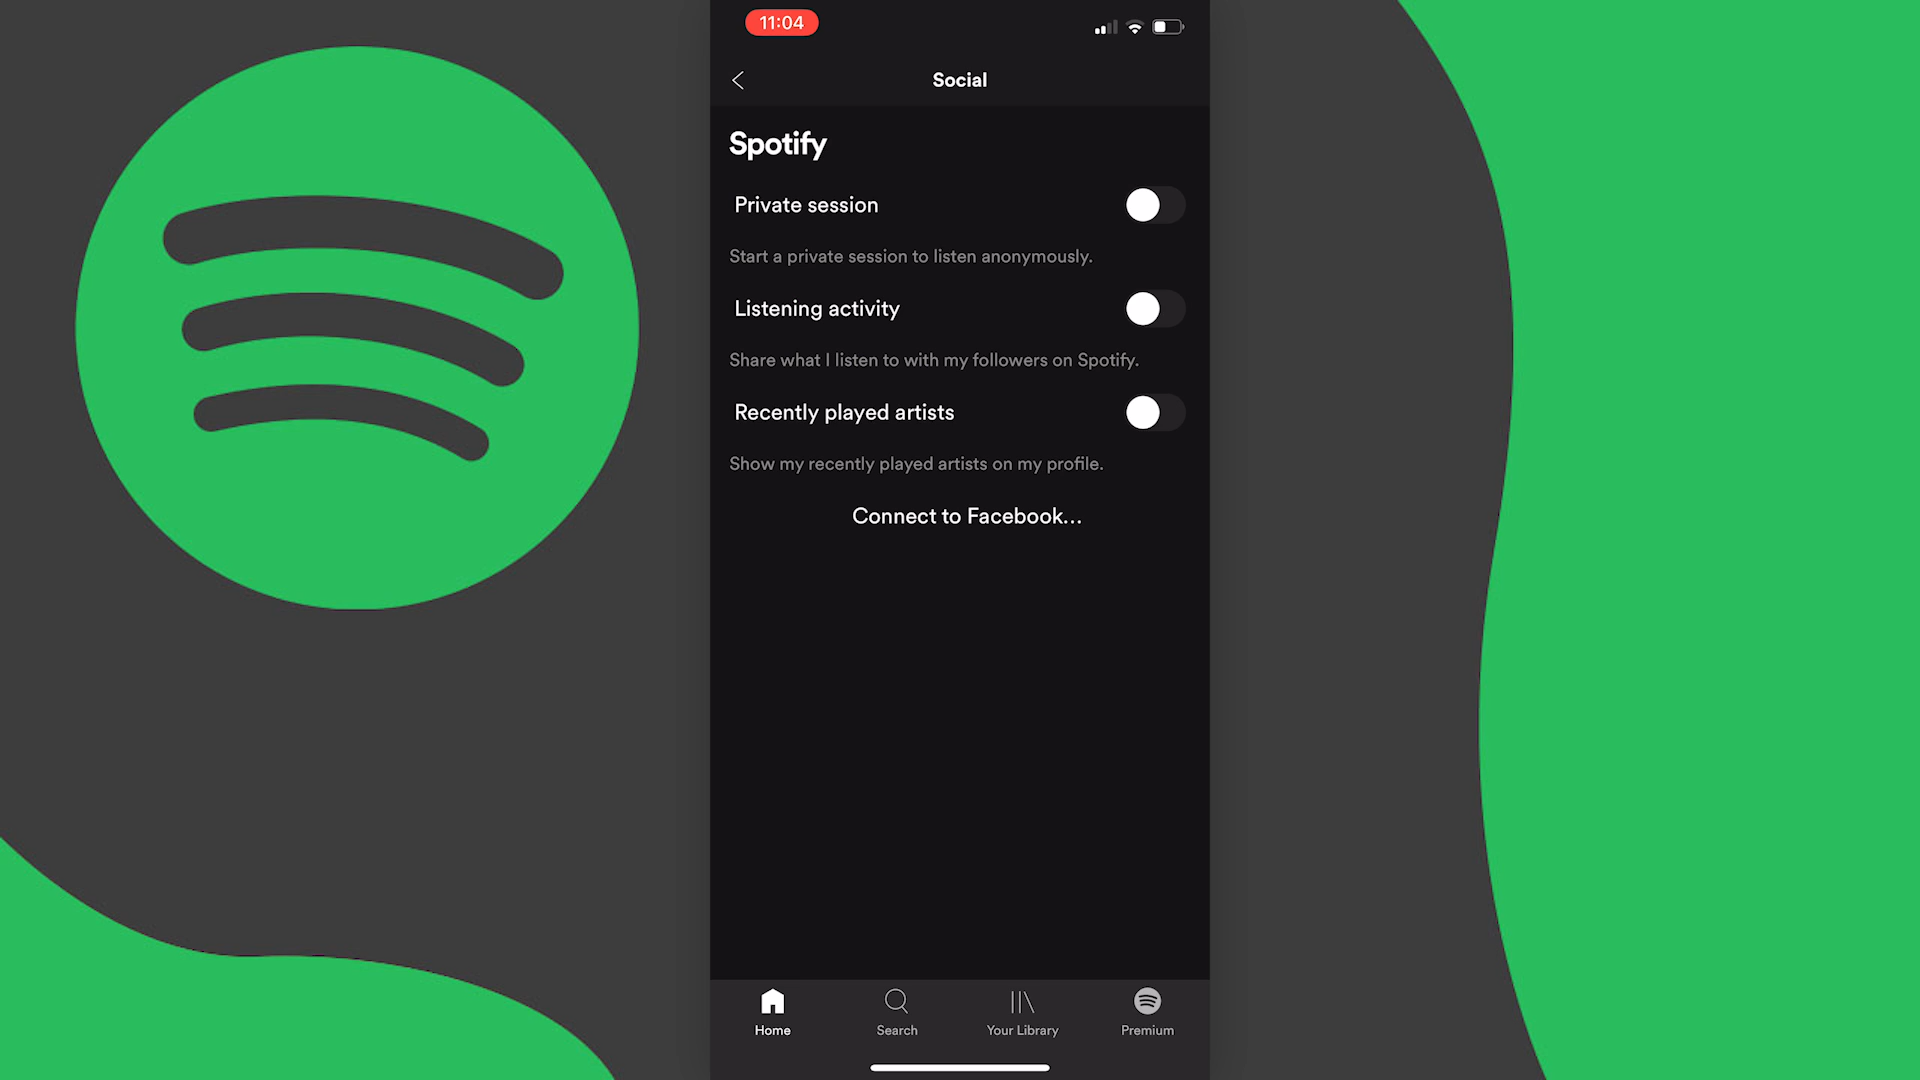 11:04
Social
Spotify
Private session
Start a private session to listen anonymously.
Listening activity
Share what I listen to with my followers on Spotify.
Recently played artists
Show my recently played artists on my profile.
Connect to Facebook...
Home
Search
Your Library
Premium